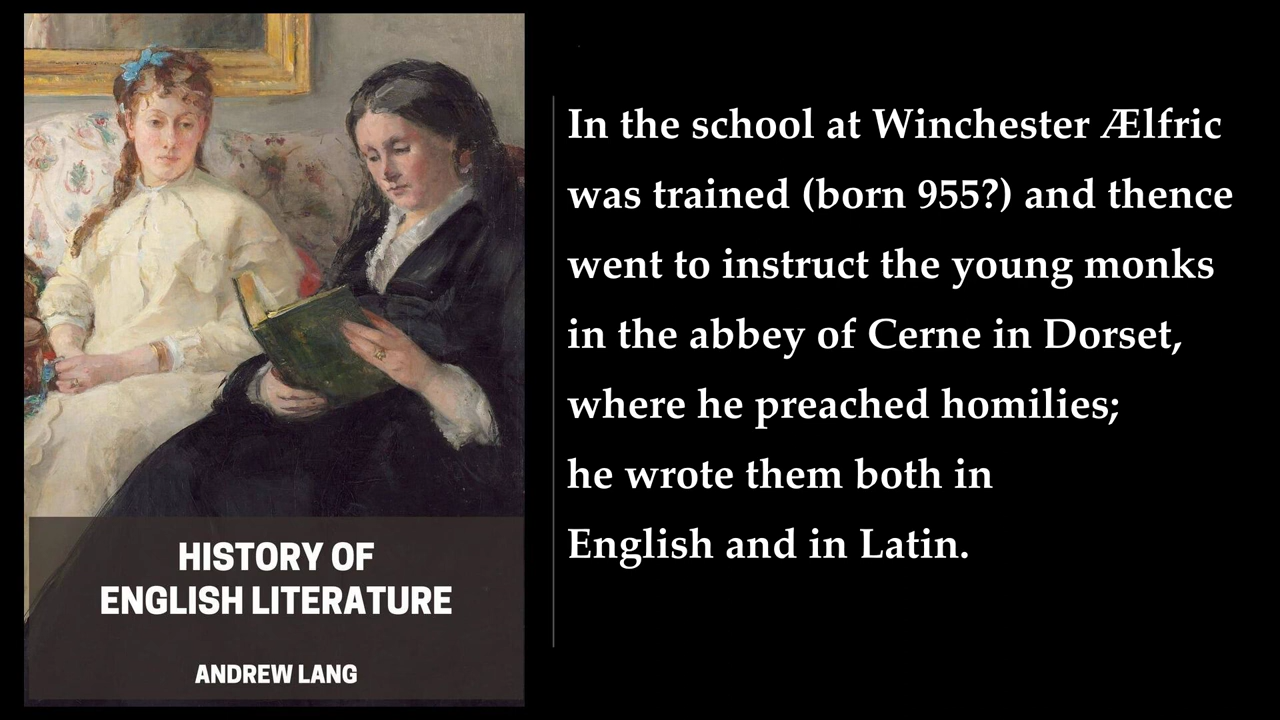 HISTORY OF
ENGLISH LITERATURE
ANDREW LANG
In the school at Winchester Ælfric
was trained (born 955?) and thence
went to instruct the young monks
in the abbey of Cerne in Dorset,
where he preached homilies;
he wrote them both in
English and in Latin.